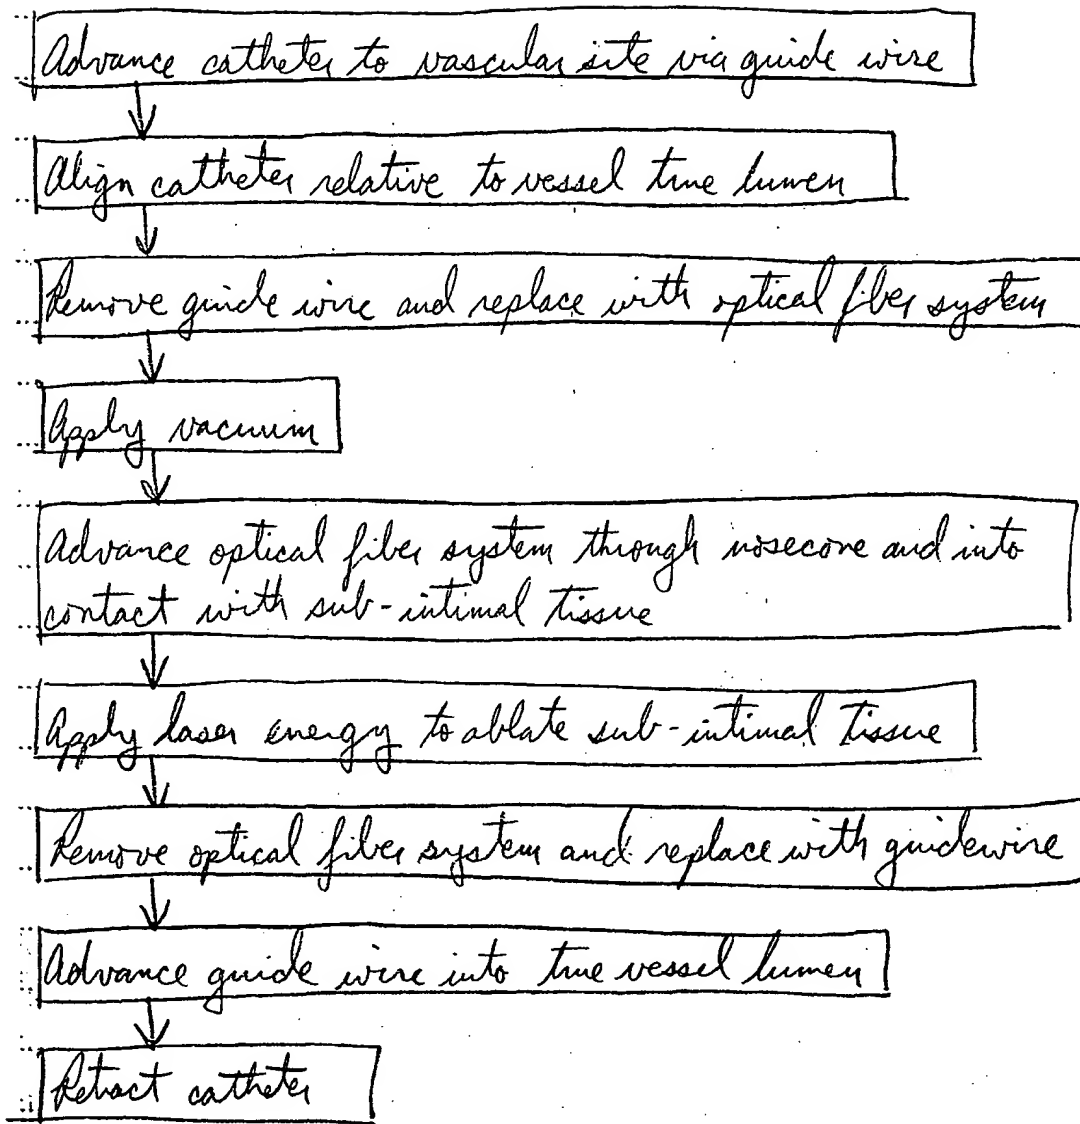 Advance catheter to vascular site via guide wire
Align catheter relative to vessel true lumen
Remove guide wire and replace with optical fiber system
Apply vacuum
Advance optical fiber system through nosecone and into
contact with sub-intimal tissue
Apply laser energy to ablate sub-intimal tissue
Remove optical fiber system and replace with guidewire
Advance guide wire into true vessel lumen
Retract catheter